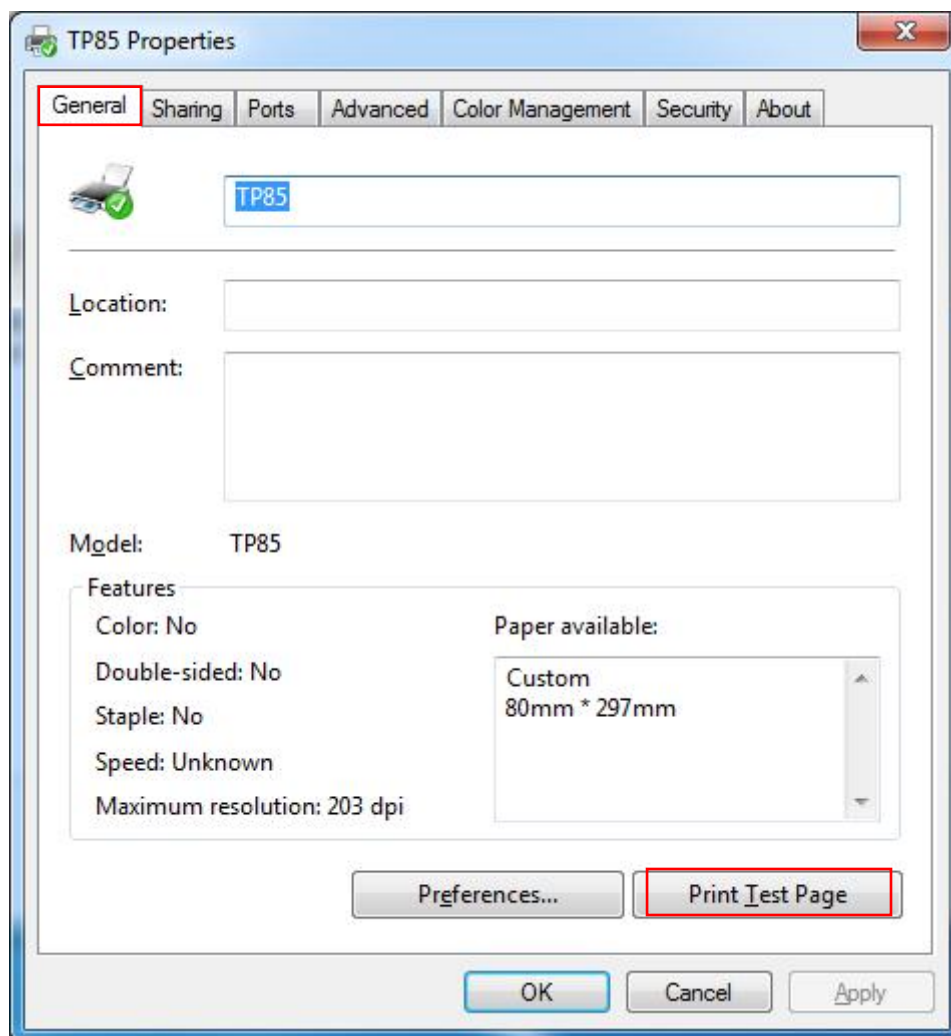 TP85 Properties
General Sharing Ports Advanced Color Management Security About
TP85
Location:
Comment:
Model: TP85
Features
Color: No
Paper available:
Double-sided: No
Custom
80mm * 297mm
Staple: No
Speed: Unknown
Maximum resolution: 203 dpi
Preferences... Print Test Page
OK Cancel Apply